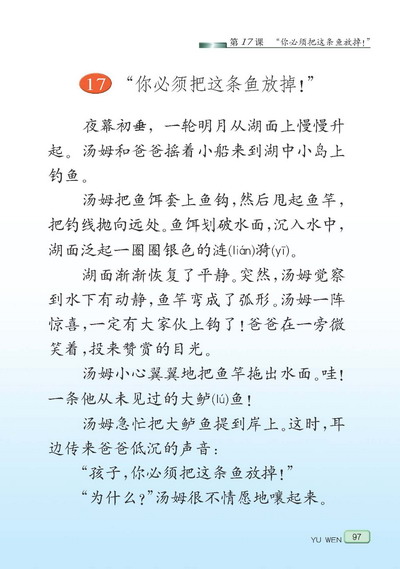 第17课 “你必须把这条鱼放掉!”
17 “你必须把这条鱼放掉!”
夜幕初垂，一轮明月从湖面上慢慢升
起。汤姆和爸爸摇着小船来到湖中小岛上
钓鱼。
汤姆把鱼饵套上鱼钩,然后甩起鱼竿,
把钓线抛向远处。鱼饵划破水面,沉入水中,
湖面泛起一圈圈银色的涟(lián)漪(yī)。
湖面渐渐恢复了平静。突然,汤姆觉察
到水下有动静,鱼竿弯成了弧形。汤姆一阵
惊喜,一定有大家伙上钩了!爸爸在一旁微
笑着,投来赞赏的目光。
汤姆小心翼翼地把鱼竿拖出水面。哇!
一条他从未见过的大鲈(lú)鱼!
汤姆急忙把大鲈鱼提到岸上。这时,耳
边传来爸爸低沉的声音:
“孩子,你必须把这条鱼放掉!”
“为什么?”汤姆很不情愿地嚷起来。
YU WEN 97